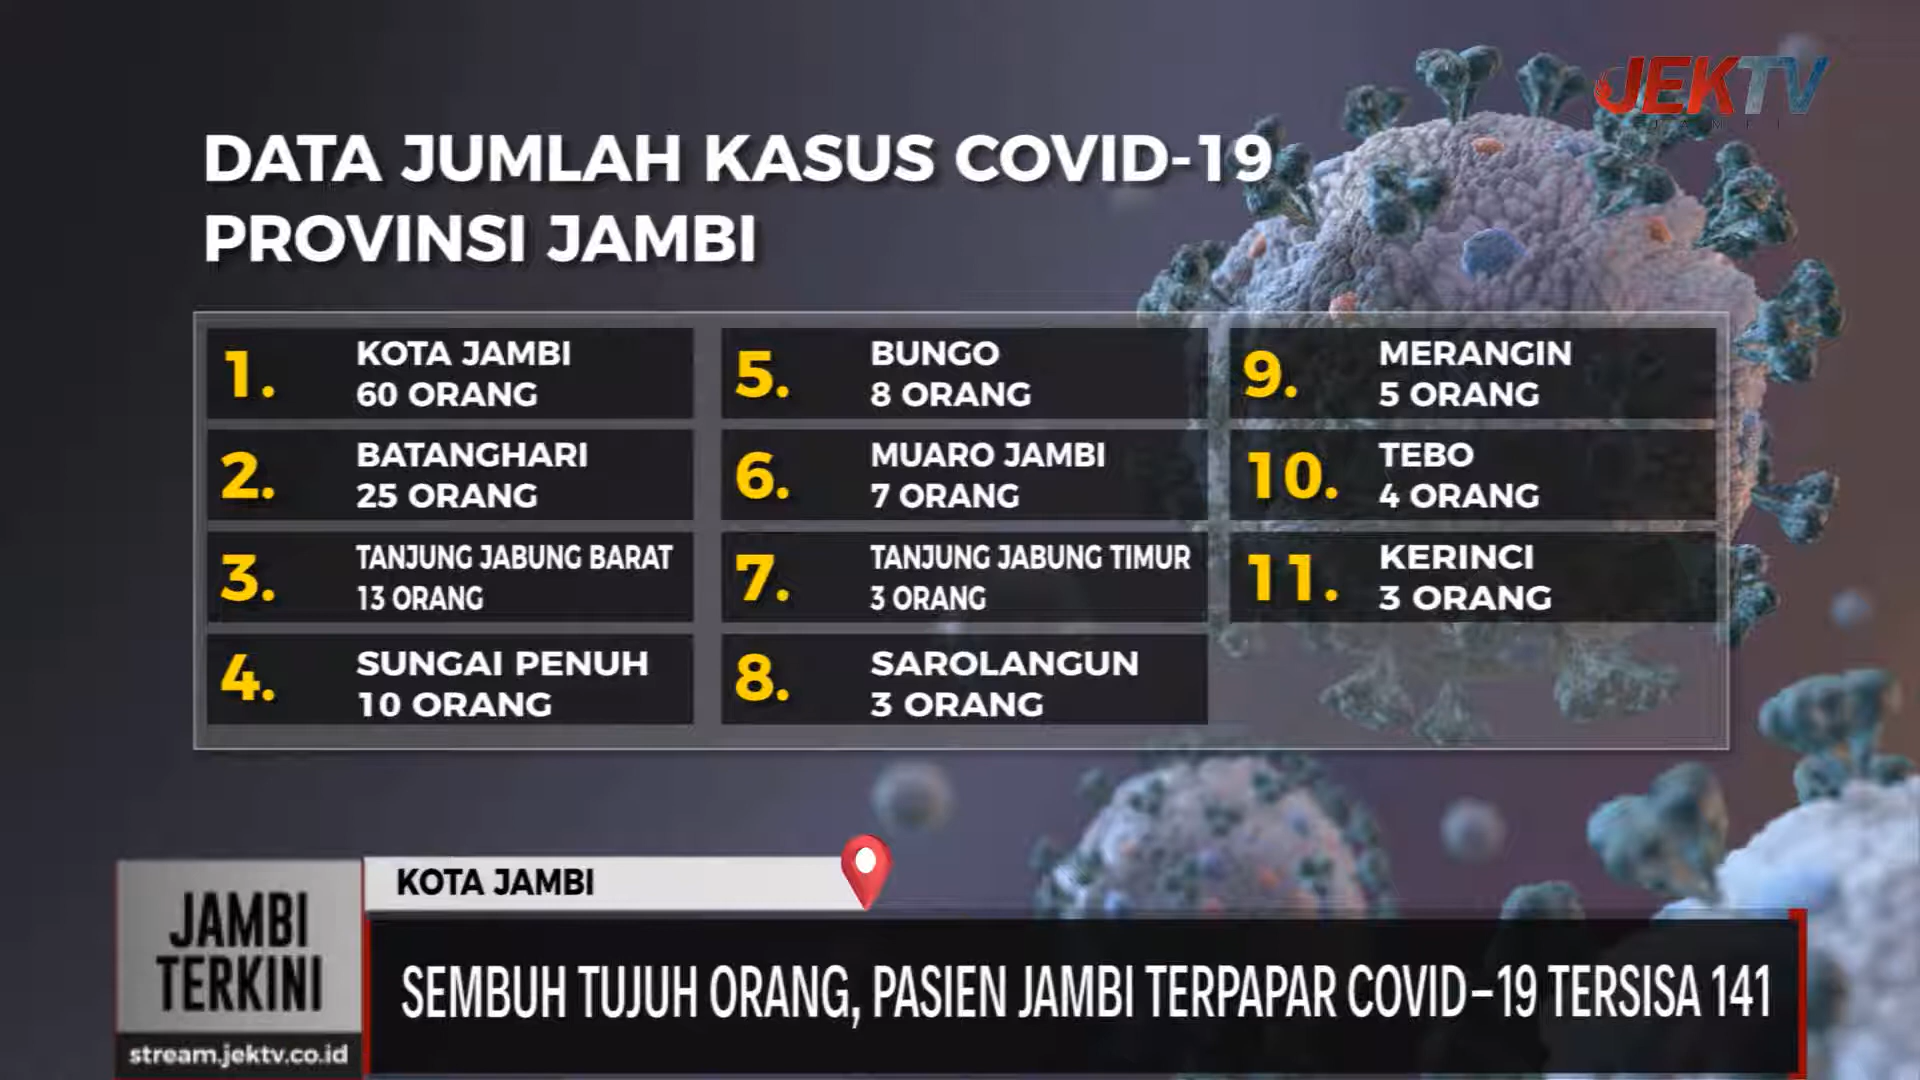 JEKTV
JAMBI
DATA JUMLAH KASUS COVID-19
PROVINSI JAMBI
1. KOTA JAMBI
60 ORANG
2. BATANGHARI
25 ORANG
3. TANJUNG JABUNG BARAT
13 ORANG
4. SUNGAI PENUH
10 ORANG
5. BUNGO
8 ORANG
6. MUARO JAMBI
7 ORANG
7. TANJUNG JABUNG TIMUR
3 ORANG
8. SAROLANGUN
3 ORANG
9. MERANGIN
5 ORANG
10. TEBO
4 ORANG
11. KERINCI
3 ORANG
KOTA JAMBI
JAMBI
TERKINI
stream.jektv.co.id
SEMBUH TUJUH ORANG, PASIEN JAMBI TERPAPAR COVID-19 TERSISA 141